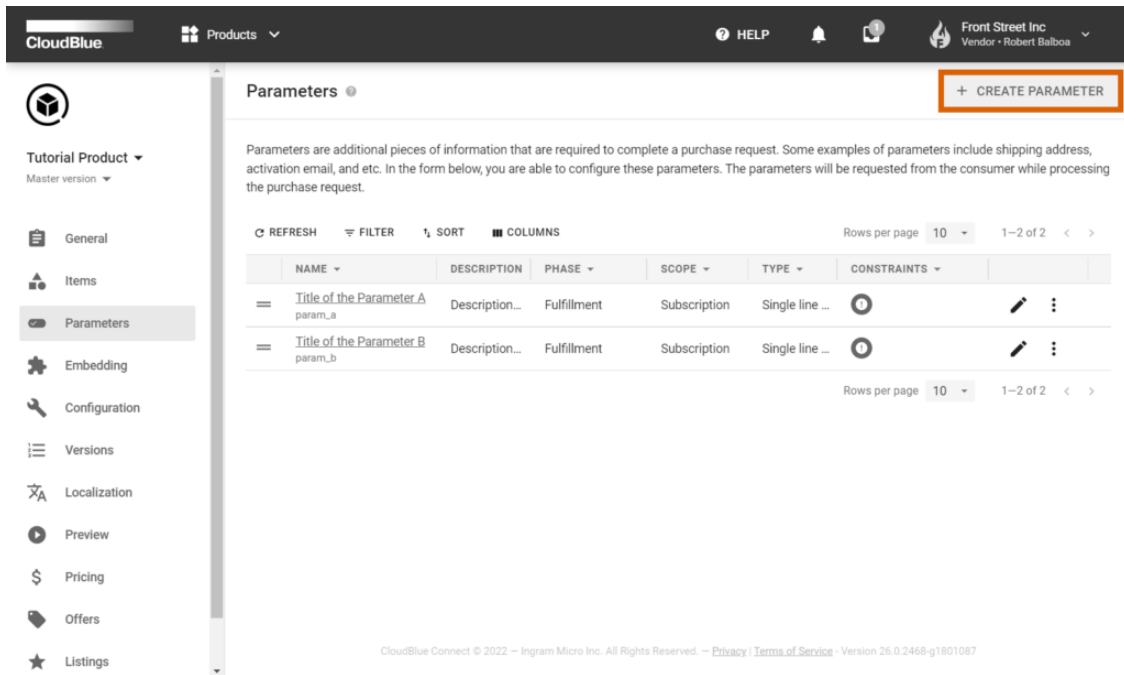 CloudBlue.
Products
HELP
1
Front Street Inc
Vendor • Robert Balboa
Tutorial Product
Master version
General
Items
Parameters
Embedding
Configuration
Versions
Localization
Preview
Pricing
Offers
Listings
Parameters
+ CREATE PARAMETER
Parameters are additional pieces of information that are required to complete a purchase request. Some examples of parameters include shipping address,
activation email, and etc. In the form below, you are able to configure these parameters. The parameters will be requested from the consumer while processing
the purchase request.
REFRESH FILTER SORT COLUMNS Rows per page 10 1–2 of 2
NAME DESCRIPTION PHASE SCOPE TYPE CONSTRAINTS
Title of the Parameter A Description... Fulfillment Subscription Single line ...
param_a
Title of the Parameter B Description... Fulfillment Subscription Single line ...
param_b
Rows per page 10 1–2 of 2
CloudBlue Connect © 2022 — Ingram Micro Inc. All Rights Reserved. — Privacy | Terms of Service - Version 26.0.2468-g1801087